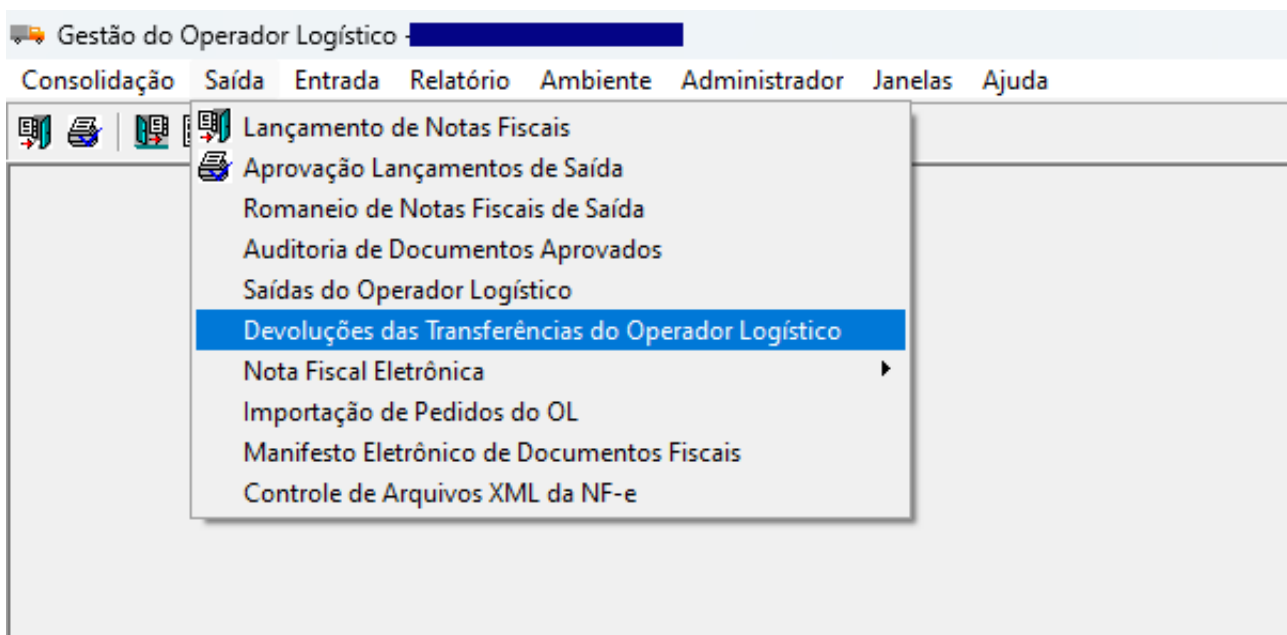 Gestão do Operador Logístico -
Consolidação Saída Entrada Relatório Ambiente Administrador Janelas Ajuda
Lançamento de Notas Fiscais
Aprovação Lançamentos de Saída
Romaneio de Notas Fiscais de Saída
Auditoria de Documentos Aprovados
Saídas do Operador Logístico
Devoluções das Transferências do Operador Logístico
Nota Fiscal Eletrônica
Importação de Pedidos do OL
Manifesto Eletrônico de Documentos Fiscais
Controle de Arquivos XML da NF-e